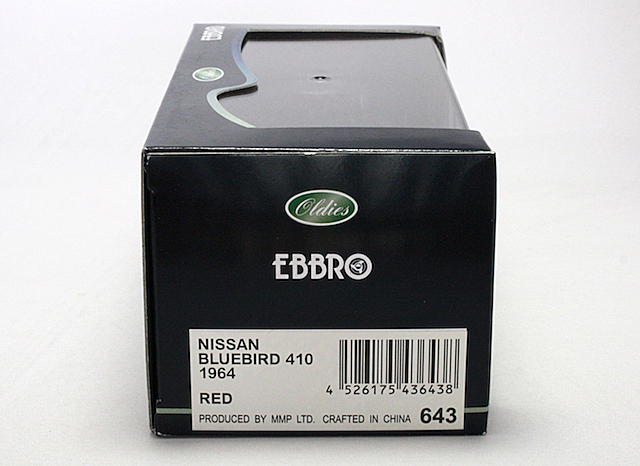 EBBRO
Oldies
Oldies
EBBRO
NISSAN
BLUEBIRD 410
1964
RED
4 526175 436438
PRODUCED BY MMP LTD. CRAFTED IN CHINA 643